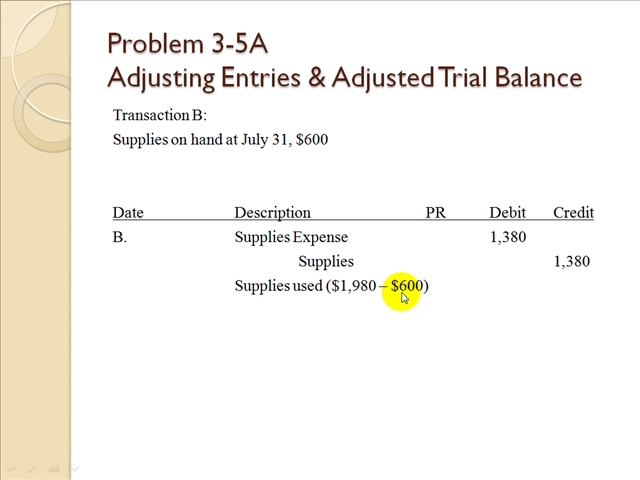 Problem 3-5A
Adjusting Entries & Adjusted Trial Balance
Transaction B:
Supplies on hand at July 31, $600
Date Description PR Debit Credit
B. Supplies Expense 1,380
Supplies 1,380
Supplies used ($1,980 – $600)